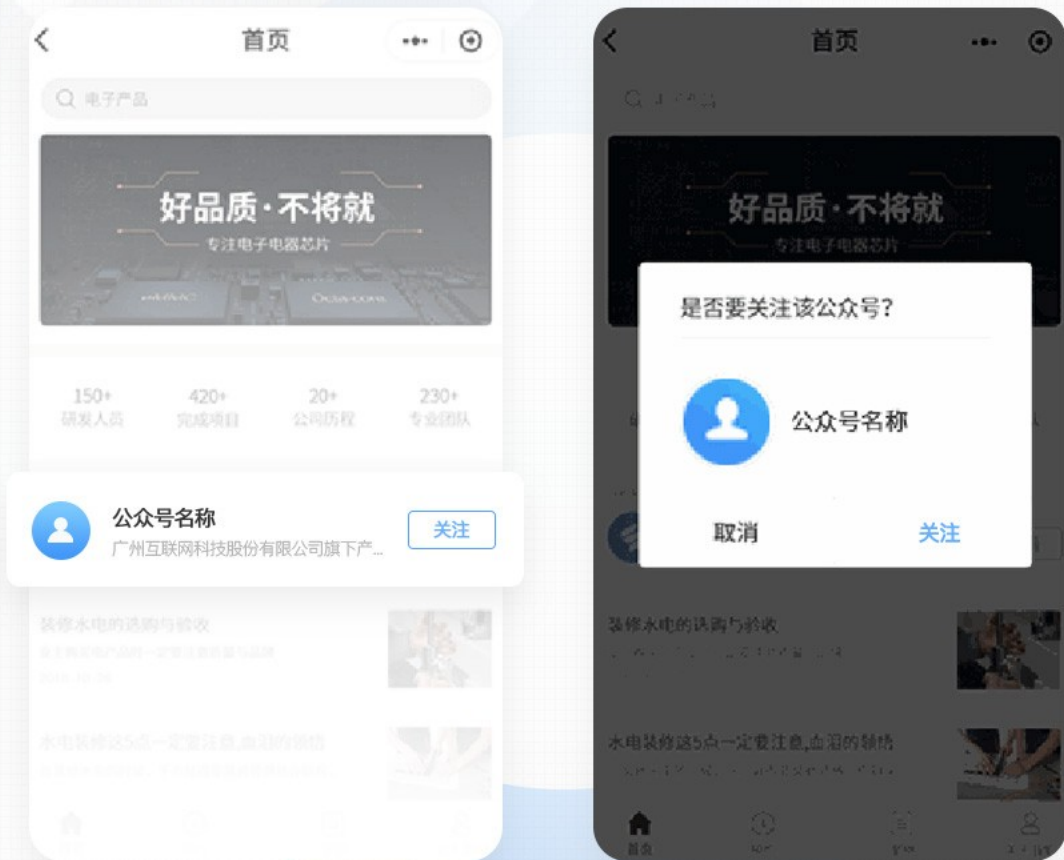 首页
电子产品
好品质·不将就
专注电子电器芯片
eMMC
Octa-core
150+
420+
20+
230+
研发人员
完成项目
公司历程
专业团队
公众号名称
广州互联网科技股份有限公司旗下产...
关注
装修水电的选购与验收
水电装修这5点一定要注意,血泪的领悟
首页
好品质·不将就
专注电子电器芯片
是否要关注该公众号?
公众号名称
取消
关注
装修水电的选购与验收
水电装修这5点一定要注意,血泪的领悟
首页